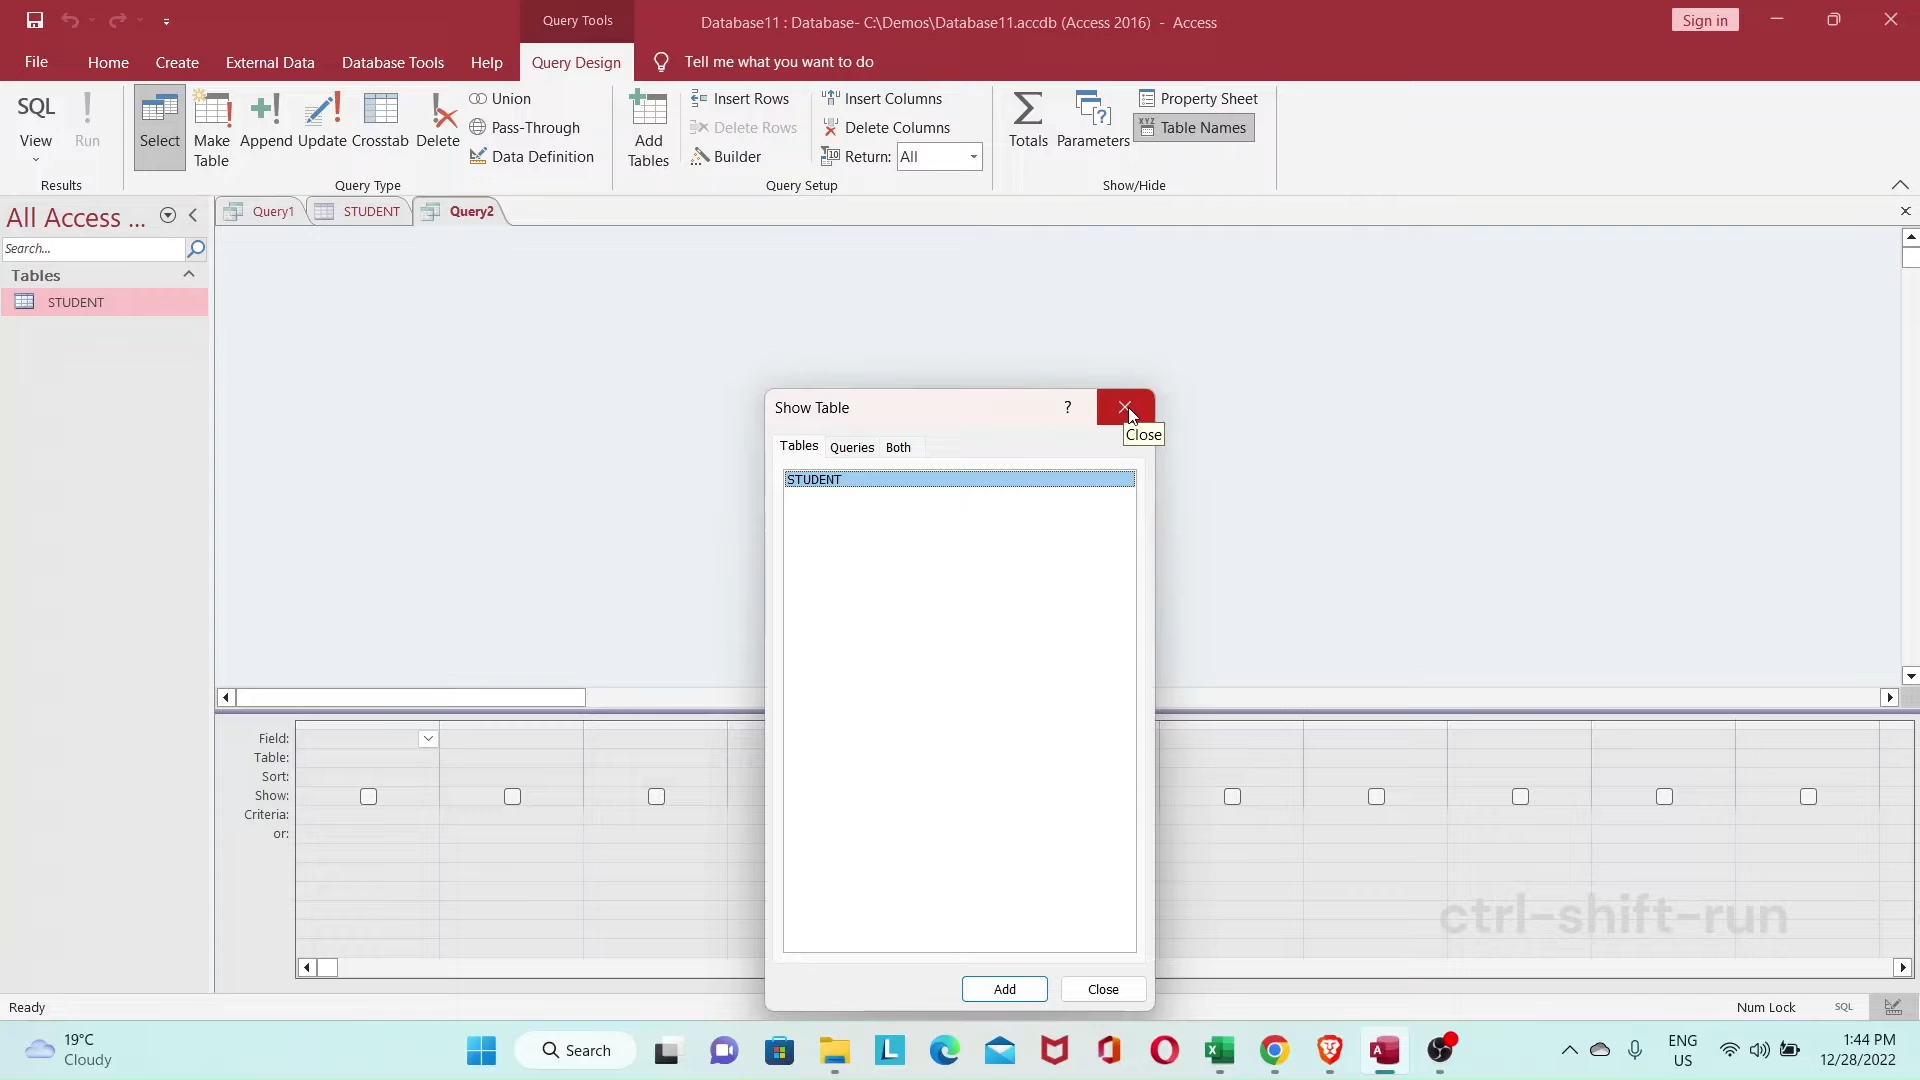 Query Tools
Database11 : Database- C:\Demos\Database11.accdb (Access 2016) - Access
Sign in
File
Home
Create
External Data
Database Tools
Help
Query Design
Tell me what you want to do
SQL
View
Run
Results
Select
Make
Table
Append
Update
Crosstab
Delete
Union
Pass-Through
Data Definition
Query Type
Add
Tables
Insert Rows
Delete Rows
Builder
Insert Columns
Delete Columns
Return: All
Query Setup
Totals
Parameters
Property Sheet
XYZ
Table Names
Show/Hide
All Access ...
Search...
Tables
STUDENT
Query1
STUDENT
Query2
Show Table
?
Close
Tables
Queries
Both
STUDENT
Field:
Table:
Sort:
Show:
Criteria:
or:
ctrl-shift-run
Add
Close
Ready
Num Lock
SQL
19°C
Cloudy
Search
ENG
US
1:44 PM
12/28/2022